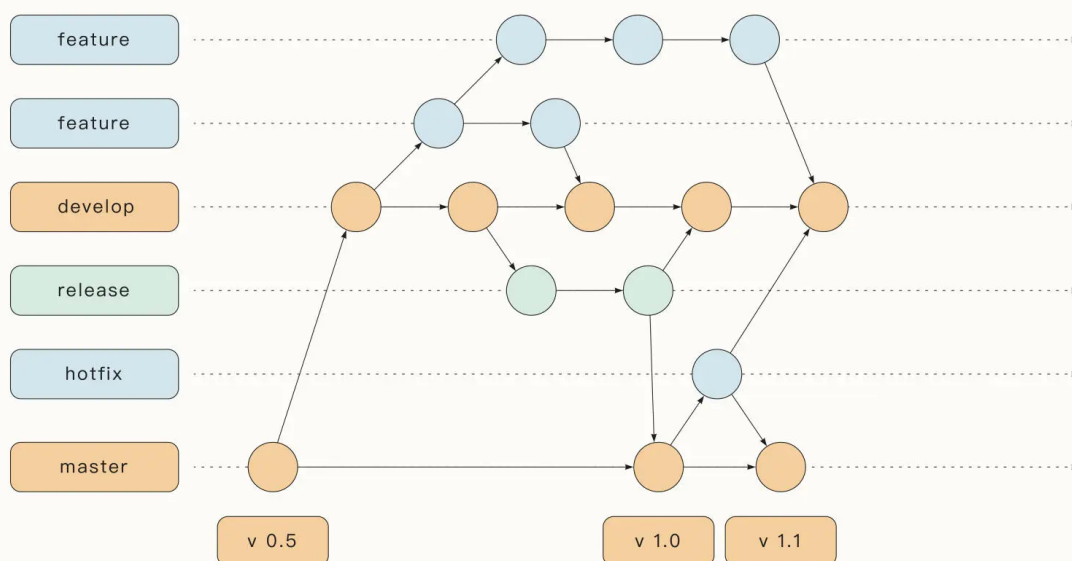 feature
feature
develop
release
hotfix
master
v 0.5
v 1.0
v 1.1